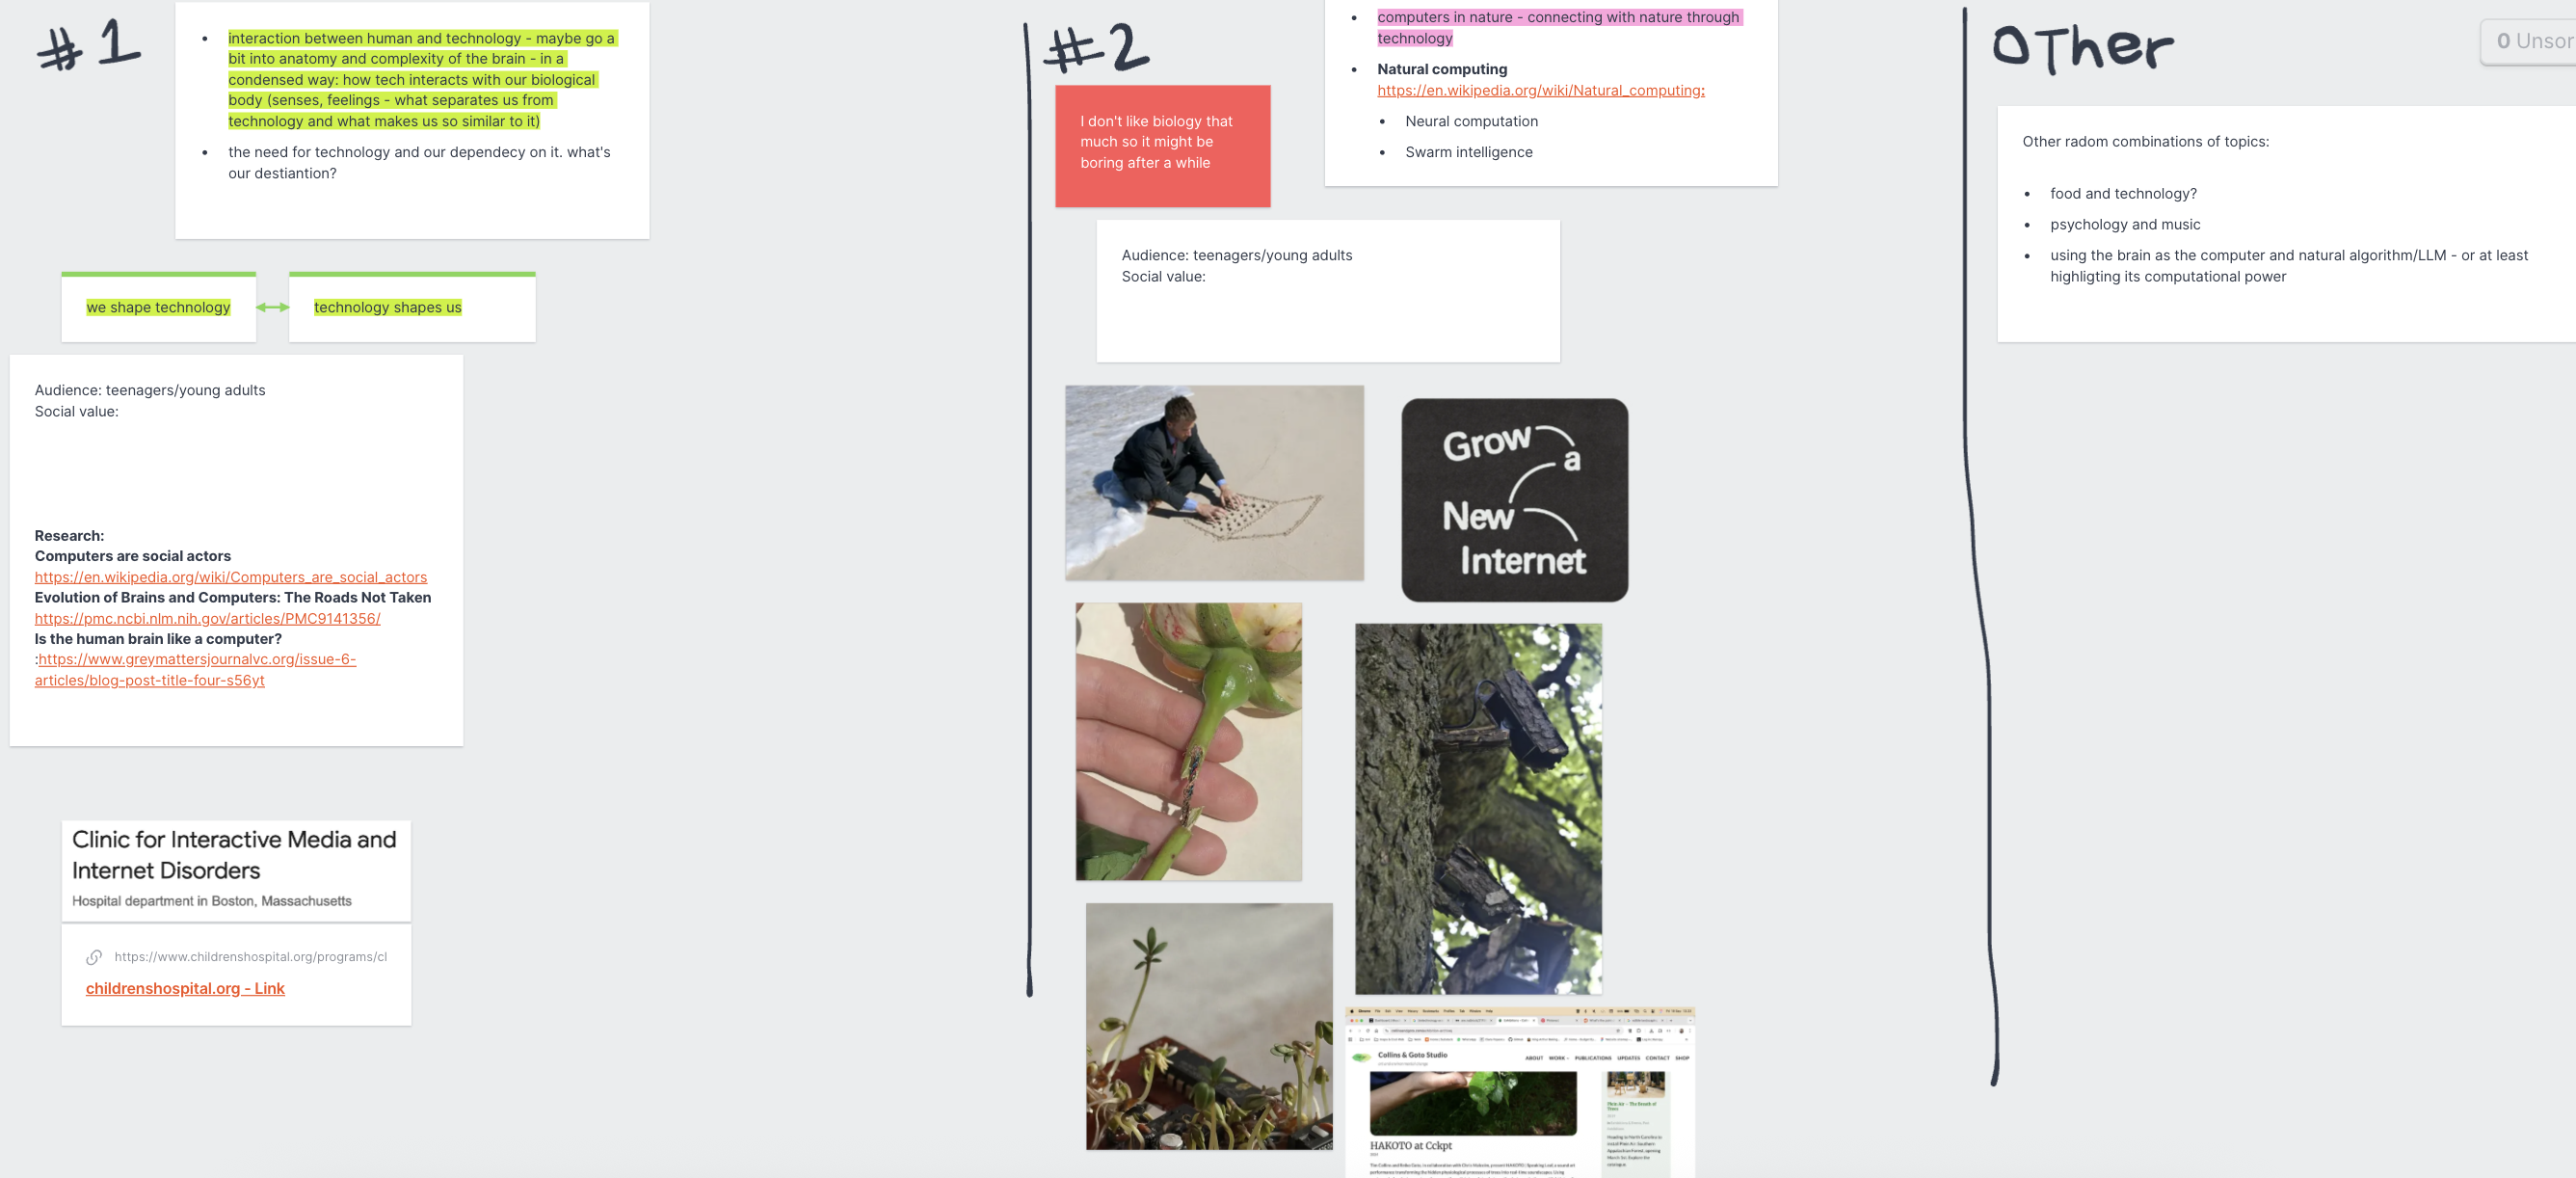 #1
interaction between human and technology - maybe go a
bit into anatomy and complexity of the brain - in a
condensed way: how tech interacts with our biological
body (senses, feelings - what separates us from
technology and what makes us so similar to it)
the need for technology and our dependecy on it. what's
our destiantion?
we shape technology
technology shapes us
Audience: teenagers/young adults
Social value:
Research:
Computers are social actors
https://en.wikipedia.org/wiki/Computers_are_social_actors
Evolution of Brains and Computers: The Roads Not Taken
https://pmc.ncbi.nlm.nih.gov/articles/PMC9141356/
Is the human brain like a computer?
:https://www.greymattersjournalvc.org/issue-6-
articles/blog-post-title-four-s56yt
Clinic for Interactive Media and
Internet Disorders
Hospital department in Boston, Massachusetts
https://www.childrenshospital.org/programs/cl
childrenshospital.org - Link
#2
computers in nature - connecting with nature through
technology
Natural computing
https://en.wikipedia.org/wiki/Natural_computing:
Neural computation
Swarm intelligence
I don't like biology that
much so it might be
boring after a while
Audience: teenagers/young adults
Social value:
Grow
a
New
Internet
Collins & Goto Studio
ABOUT WORK PUBLICATIONS UPDATES CONTACT SHOP
HAKOTO at Cckpt
Other
0 Unsor
Other radom combinations of topics:
food and technology?
psychology and music
using the brain as the computer and natural algorithm/LLM - or at least
highligting its computational power